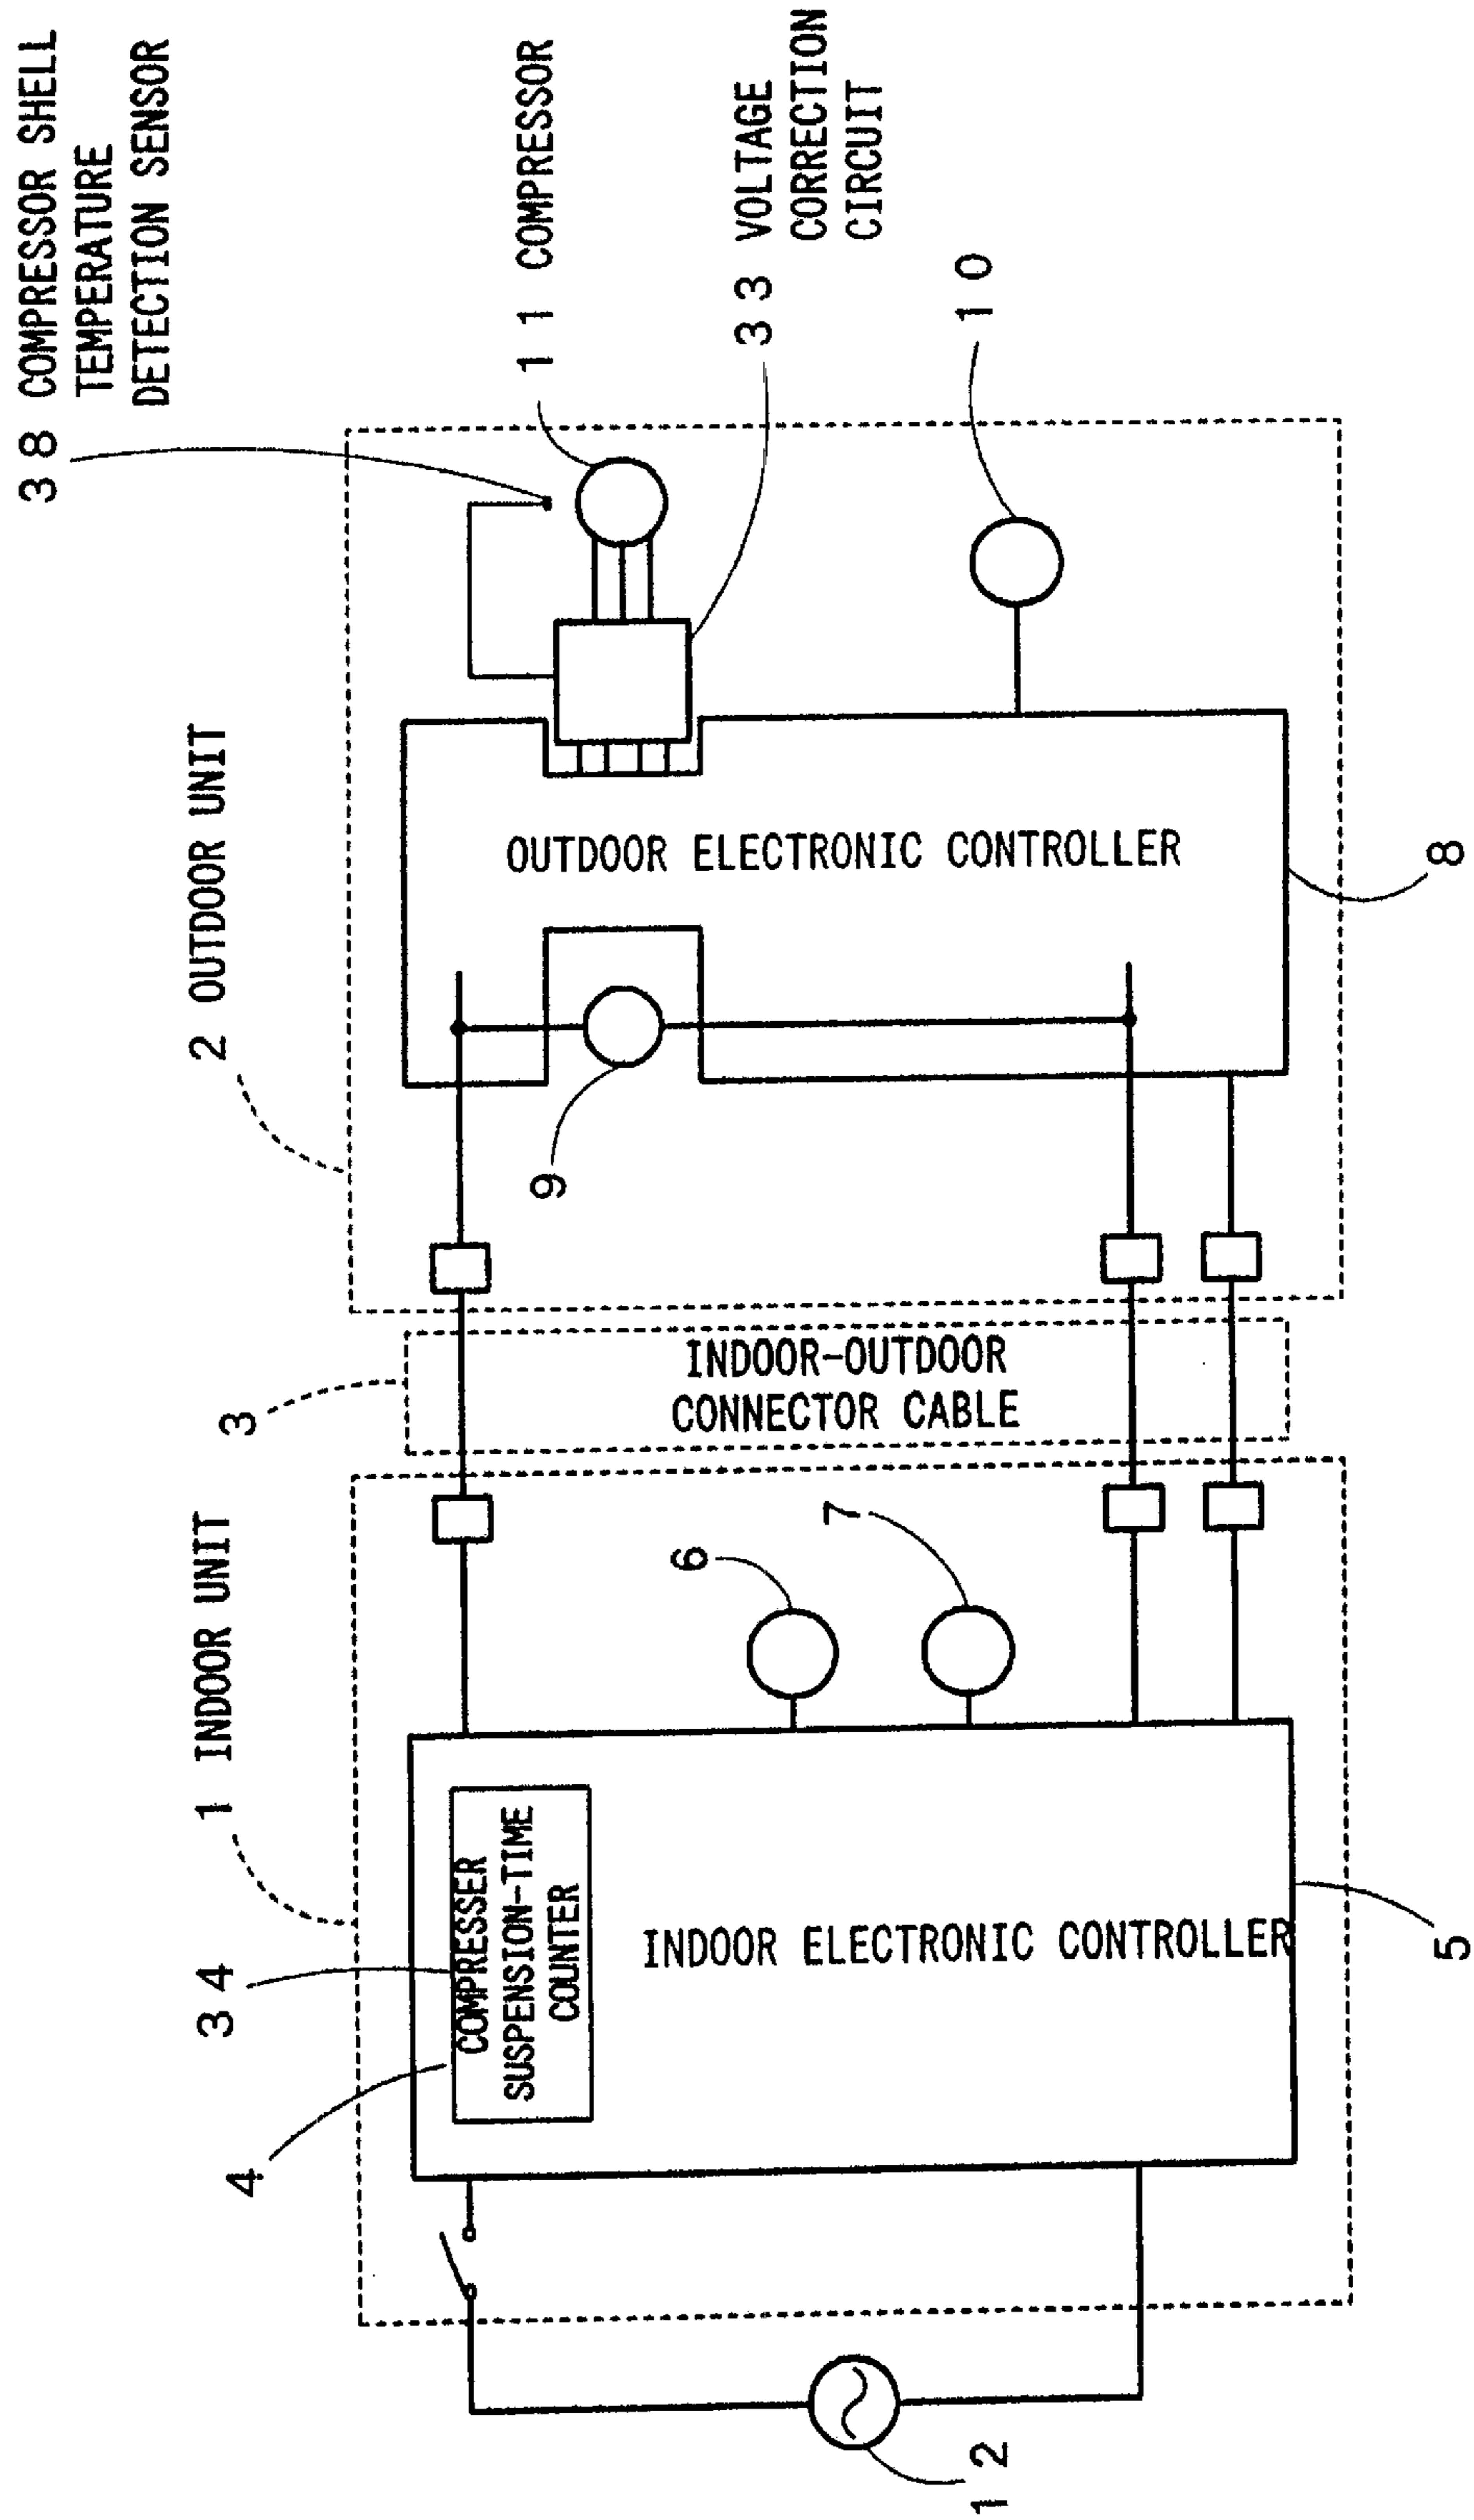 38 COMPRESSOR SHELL
TEMPERATURE
DETECTION SENSOR
2 OUTDOOR UNIT
11 COMPRESSOR
33 VOLTAGE
CORRECTION
CIRCUIT
10
OUTDOOR ELECTRONIC CONTROLLER
9
8
3
INDOOR-OUTDOOR
CONNECTOR CABLE
1 INDOOR UNIT
34
4
COMPRESSER
SUSPENSION-TIME
COUNTER
6
7
INDOOR ELECTRONIC CONTROLLER
5
12